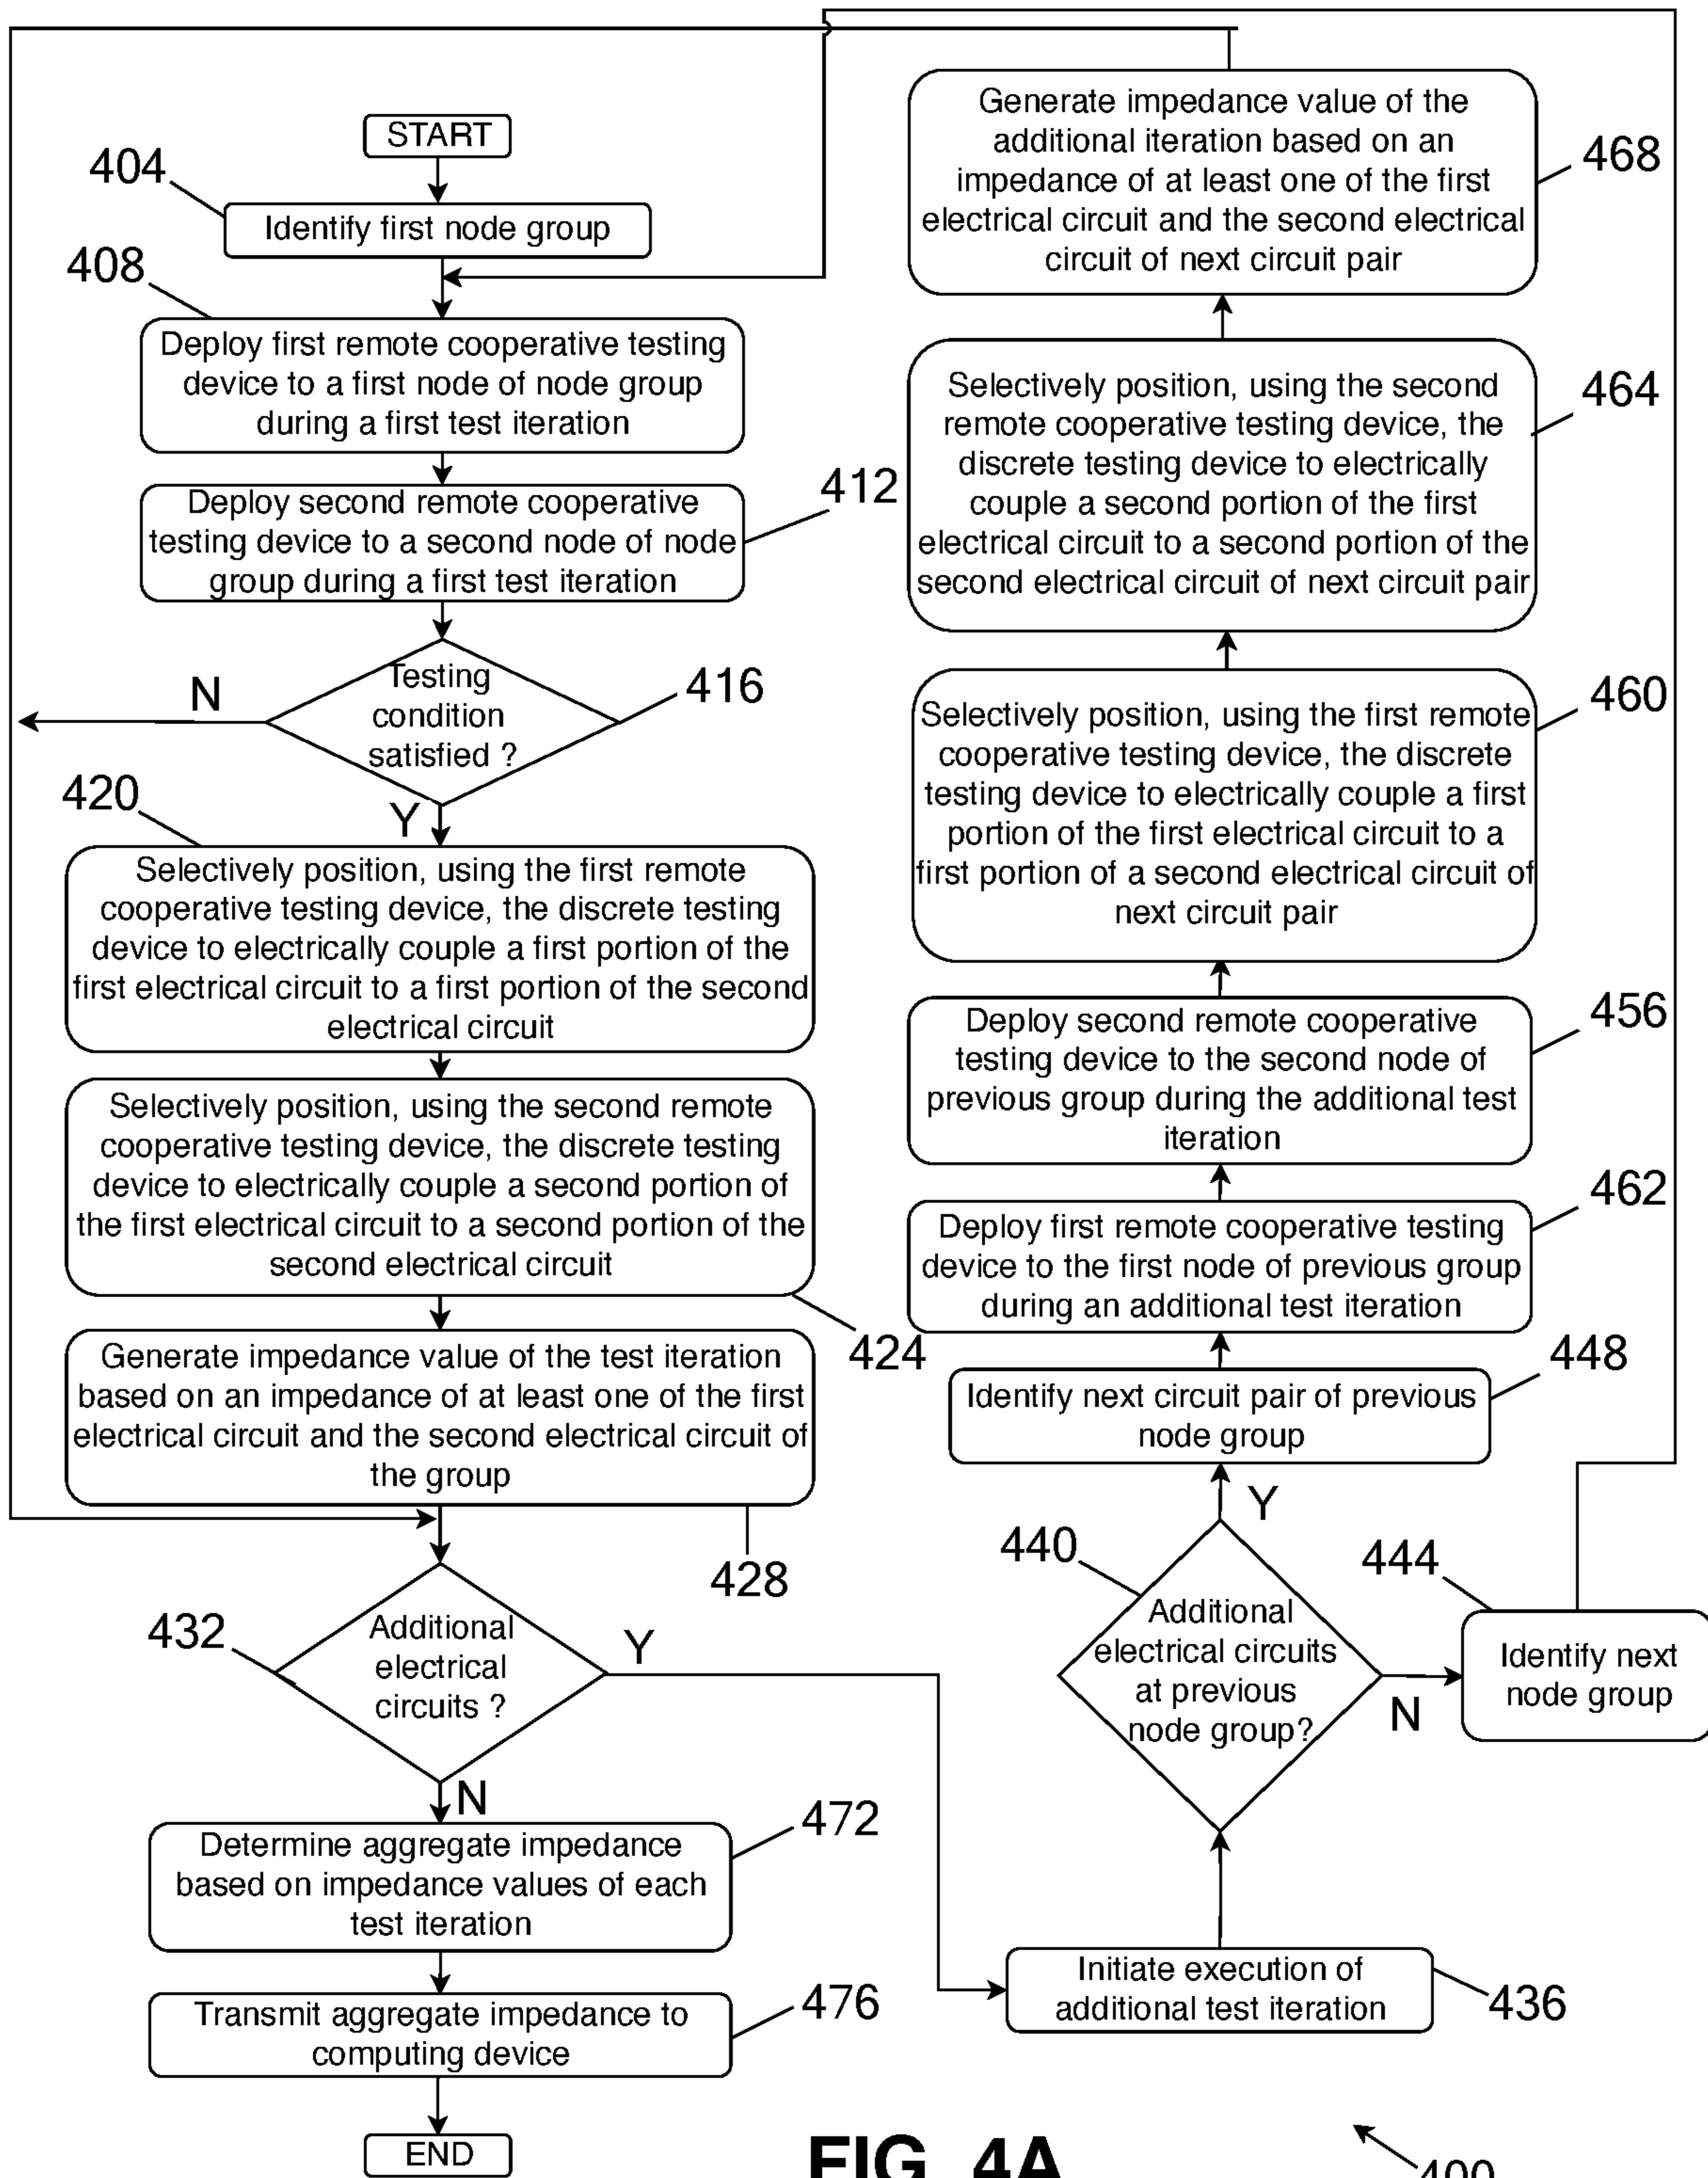 START
404
Identify first node group
408
Deploy first remote cooperative testing
device to a first node of node group
during a first test iteration
412
Deploy second remote cooperative
testing device to a second node of node
group during a first test iteration
Testing
condition
satisfied ?
416
N
Y
420
Selectively position, using the first remote
cooperative testing device, the discrete testing
device to electrically couple a first portion of the
first electrical circuit to a first portion of the second
electrical circuit
Selectively position, using the second remote
cooperative testing device, the discrete testing
device to electrically couple a second portion of
the first electrical circuit to a second portion of the
second electrical circuit
424
Generate impedance value of the test iteration
based on an impedance of at least one of the first
electrical circuit and the second electrical circuit of
the group
428
432
Additional
electrical
circuits ?
Y
N
472
Determine aggregate impedance
based on impedance values of each
test iteration
476
Transmit aggregate impedance to
computing device
END
Generate impedance value of the
additional iteration based on an
impedance of at least one of the first
electrical circuit and the second electrical
circuit of next circuit pair
468
Selectively position, using the second
remote cooperative testing device, the
discrete testing device to electrically
couple a second portion of the first
electrical circuit to a second portion of the
second electrical circuit of next circuit pair
464
Selectively position, using the first remote
cooperative testing device, the discrete
testing device to electrically couple a first
portion of the first electrical circuit to a
first portion of a second electrical circuit of
next circuit pair
460
Deploy second remote cooperative
testing device to the second node of
previous group during the additional test
iteration
456
Deploy first remote cooperative testing
device to the first node of previous group
during an additional test iteration
462
Identify next circuit pair of previous
node group
448
Y
440
Additional
electrical circuits
at previous
node group?
N
444
Identify next
node group
Initiate execution of
additional test iteration
436
FIG. 4A
400